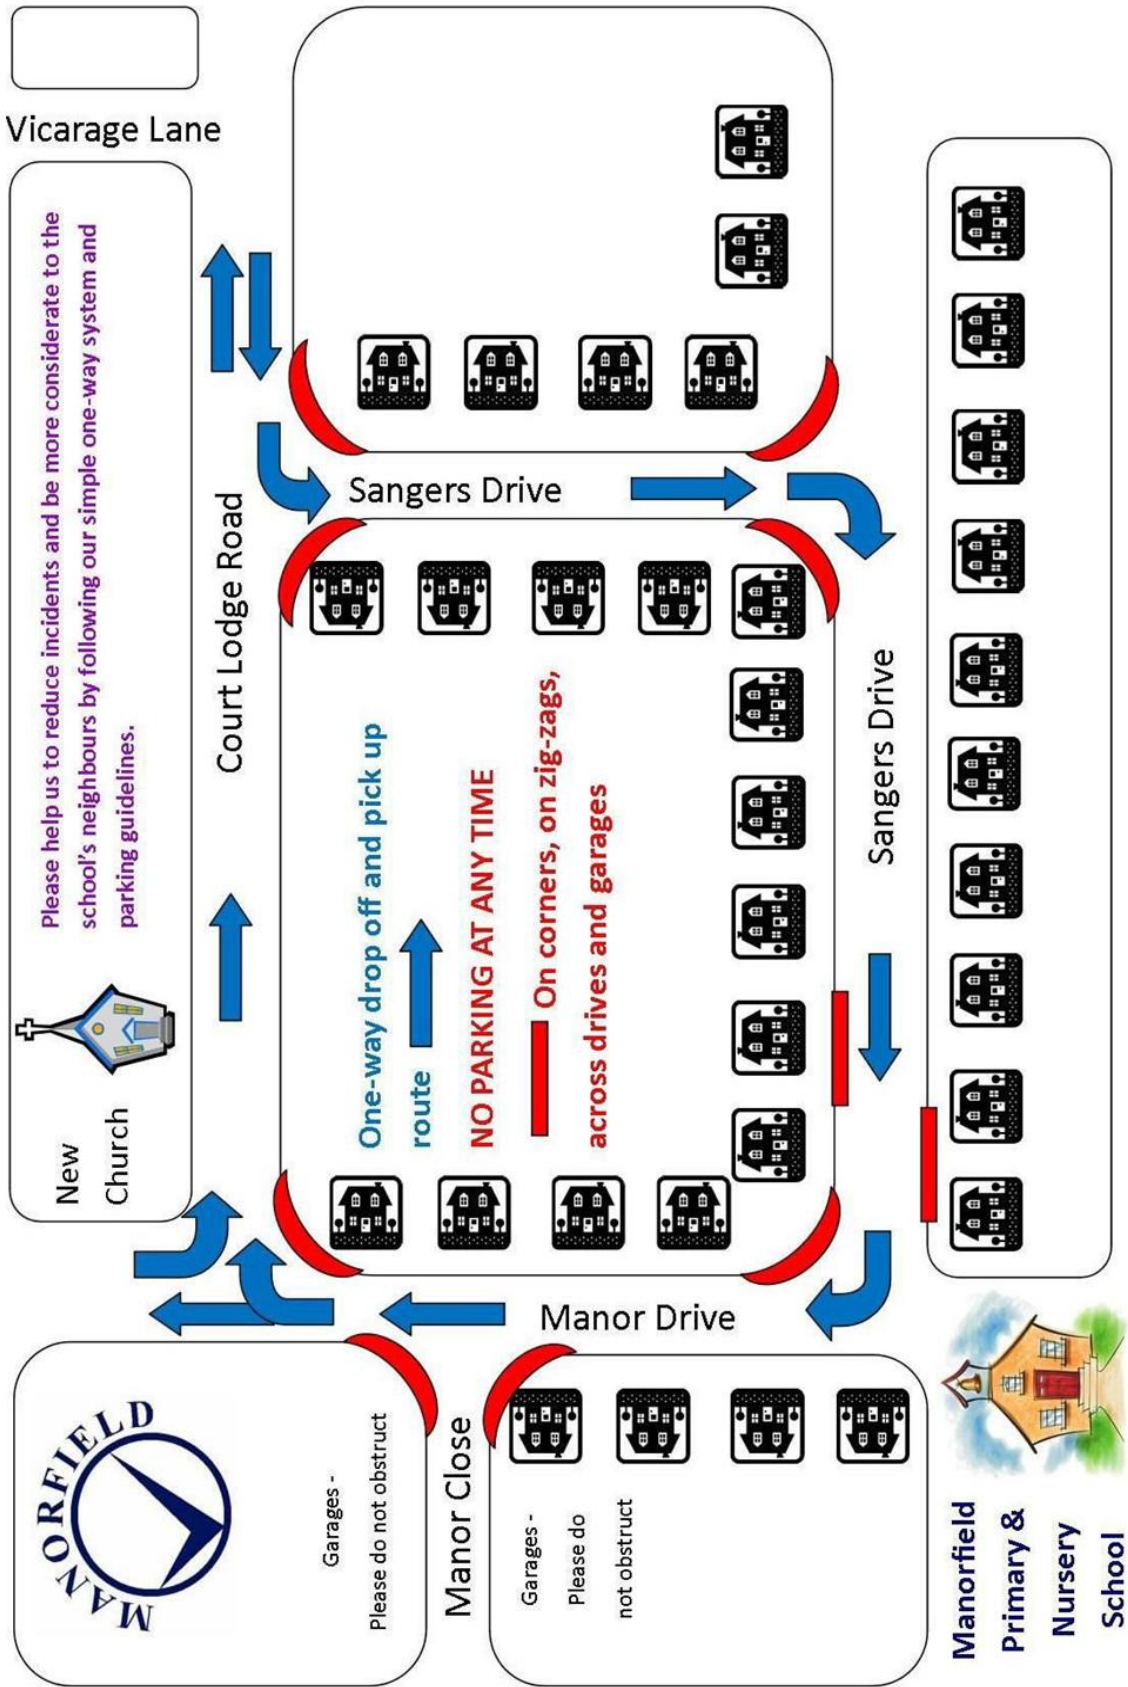 Vicarage Lane
Please help us to reduce incidents and be more considerate to the
school's neighbours by following our simple one-way system and
parking guidelines.
New
Church
Court Lodge Road
Sangers Drive
One-way drop off and pick up
route
NO PARKING AT ANY TIME
On corners, on zig-zags,
across drives and garages
Sangers Drive
Manor Drive
MANORFIELD
Garages -
Please do not obstruct
Manor Close
Garages -
Please do
not obstruct
Manorfield
Primary &
Nursery
School